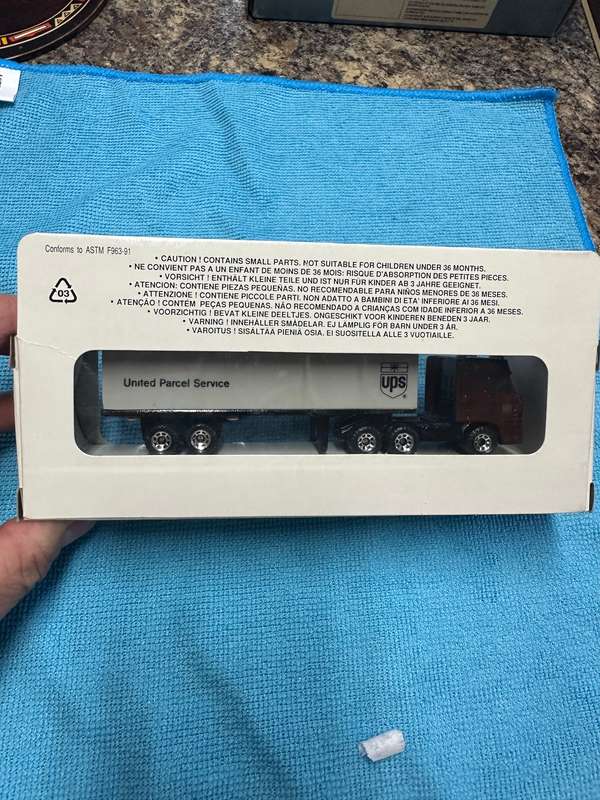 Conforms to ASTM F963-91
• CAUTION ! CONTAINS SMALL PARTS. NOT SUITABLE FOR CHILDREN UNDER 36 MONTHS.
• NE CONVIENT PAS A UN ENFANT DE MOINS DE 36 MOIS: RISQUE D'ABSORPTION DES PETITES PIECES.
• VORSICHT ! ENTHÄLT KLEINE TEILE UND IST NUR FÜR KINDER AB 3 JAHRE GEEIGNET.
• ATENCION: CONTIENE PIEZAS PEQUENAS. NO RECOMENDABLE PARA NIÑOS MENORES DE 36 MESES.
• ATTENZIONE ! CONTIENE PICCOLE PARTI. NON ADATTO A BAMBINI DI ETA' INFERIORE AI 36 MESI.
• ATENÇÃO ! CONTÉM PEÇAS PEQUENAS. NÃO RECOMENDADO A CRIANÇAS COM IDADE INFERIOR A 36 MESES.
• VOORZICHTIG ! BEVAT KLEINE DEELTJES. ONGESCHIKT VOOR KINDEREN BENEDEN 3 JAAR.
• VARNING ! INNEHÅLLER SMÅDELAR. EJ LÄMPLIG FÖR BARN UNDER 3 ÅR.
• VAROITUS ! SISÄLTÄÄ PIENIÄ OSIA. EI SUOSITELLA ALLE 3 VUOTIAILLE.
03
United Parcel Service
ups
®